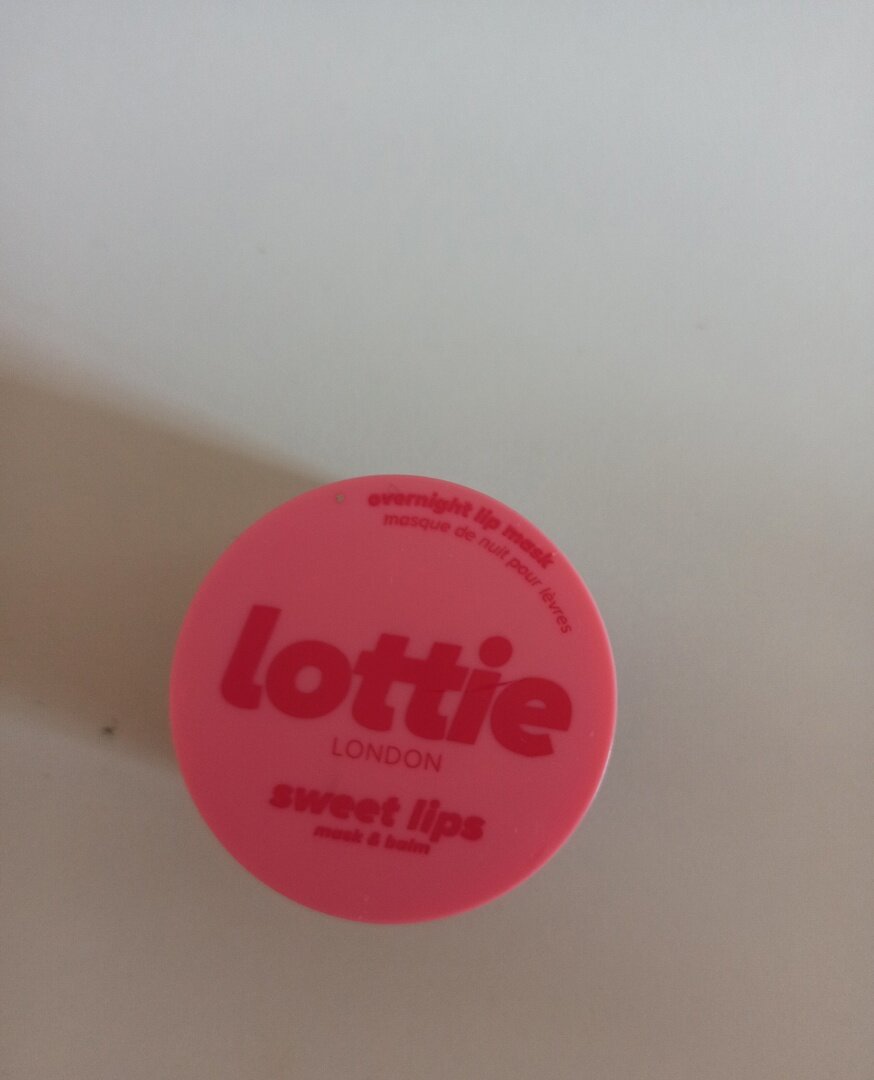 overnight lip mask
masque de nuit pour lèvres
lottie
LONDON
sweet lips
mask & balm